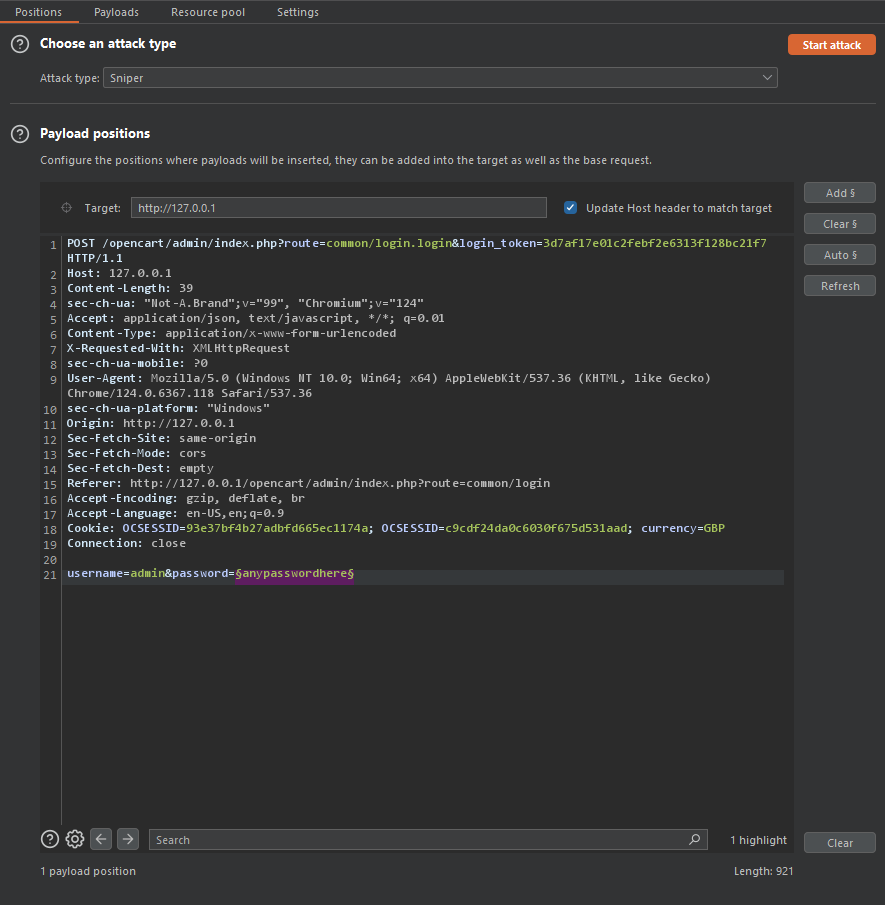 Positions Payloads Resource pool Settings
Choose an attack type
Start attack
Attack type: Sniper
Payload positions
Configure the positions where payloads will be inserted, they can be added into the target as well as the base request.
Add §
Target: http://127.0.0.1 Update Host header to match target
Clear §
Auto §
Refresh
1 POST /opencart/admin/index.php?route=common/login.login&login_token=3d7af17e01c2febf2e6313f128bc21f7
HTTP/1.1
2 Host: 127.0.0.1
3 Content-Length: 39
4 sec-ch-ua: "Not-A.Brand";v="99", "Chromium";v="124"
5 Accept: application/json, text/javascript, */*; q=0.01
6 Content-Type: application/x-www-form-urlencoded
7 X-Requested-With: XMLHttpRequest
8 sec-ch-ua-mobile: ?0
9 User-Agent: Mozilla/5.0 (Windows NT 10.0; Win64; x64) AppleWebKit/537.36 (KHTML, like Gecko)
Chrome/124.0.6367.118 Safari/537.36
10 sec-ch-ua-platform: "Windows"
11 Origin: http://127.0.0.1
12 Sec-Fetch-Site: same-origin
13 Sec-Fetch-Mode: cors
14 Sec-Fetch-Dest: empty
15 Referer: http://127.0.0.1/opencart/admin/index.php?route=common/login
16 Accept-Encoding: gzip, deflate, br
17 Accept-Language: en-US,en;q=0.9
18 Cookie: OCSESSID=93e37bf4b27adbfd665ec1174a; OCSESSID=c9cdf24da0c6030f675d531aad; currency=GBP
19 Connection: close
20
21 username=admin&password=§anypasswordhere§
Search
1 highlight
Clear
1 payload position
Length: 921